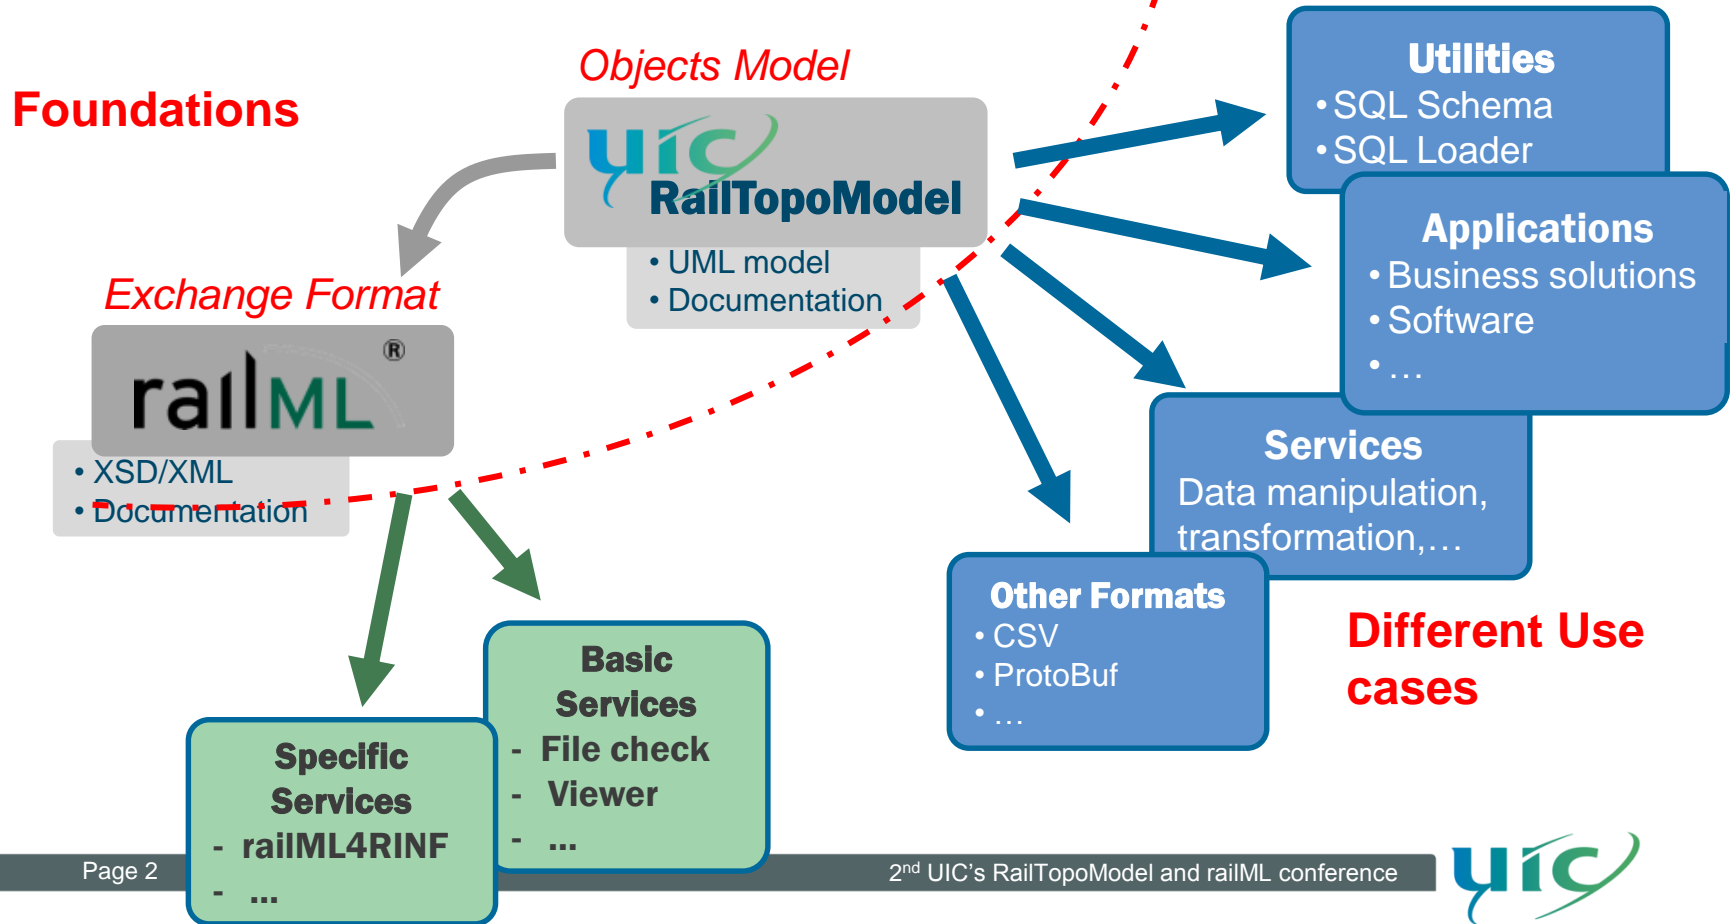 Foundations
Objects Model
uic
RailTopoModel
• UML model
• Documentation
Exchange Format
railML®
• XSD/XML
• Documentation
Utilities
• SQL Schema
• SQL Loader
Applications
• Business solutions
• Software
• …
Services
Data manipulation,
transformation,…
Other Formats
• CSV
• ProtoBuf
• …
Different Use
cases
Basic
Services
- File check
- Viewer
- ...
Specific
Services
- railML4RINF
- ...
Page 2
2nd UIC’s RailTopoModel and railML conference
uic